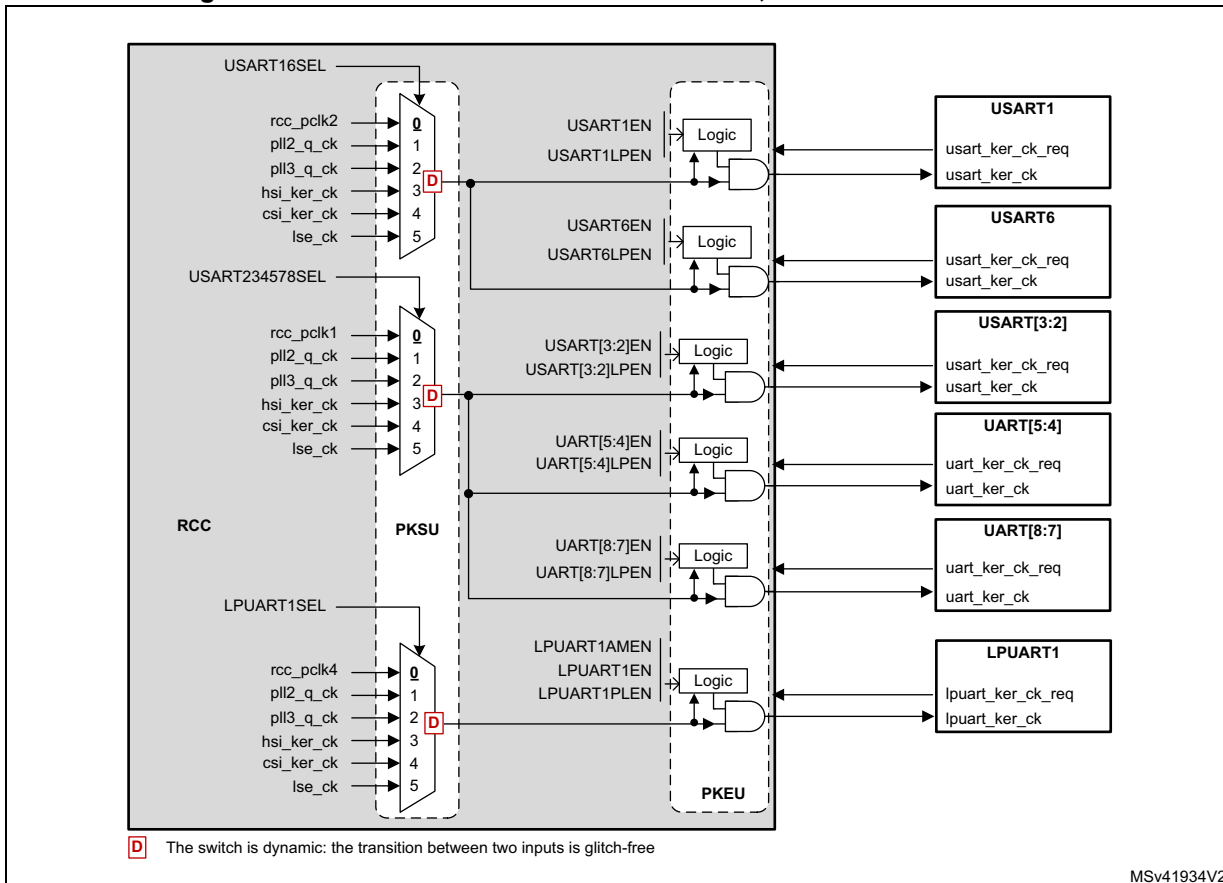 USART16SEL
rcc_pclk2
0
pll2_q_ck
1
pll3_q_ck
2
D
hsi_ker_ck
3
csi_ker_ck
4
lse_ck
5
USART1EN
USART1LPEN
Logic
USART1
usart_ker_ck_req
usart_ker_ck
USART6EN
USART6LPEN
Logic
USART6
usart_ker_ck_req
usart_ker_ck
USART234578SEL
rcc_pclk1
0
pll2_q_ck
1
pll3_q_ck
2
D
hsi_ker_ck
3
csi_ker_ck
4
lse_ck
5
USART[3:2]EN
USART[3:2]LPEN
Logic
USART[3:2]
usart_ker_ck_req
usart_ker_ck
UART[5:4]EN
UART[5:4]LPEN
Logic
UART[5:4]
uart_ker_ck_req
uart_ker_ck
RCC
PKSU
UART[8:7]EN
UART[8:7]LPEN
Logic
UART[8:7]
uart_ker_ck_req
uart_ker_ck
LPUART1SEL
rcc_pclk4
0
pll2_q_ck
1
pll3_q_ck
2
D
hsi_ker_ck
3
csi_ker_ck
4
lse_ck
5
LPUART1AMEN
LPUART1EN
LPUART1PLEN
Logic
LPUART1
lpuart_ker_ck_req
lpuart_ker_ck
PKEU
D The switch is dynamic: the transition between two inputs is glitch-free
MSv41934V2